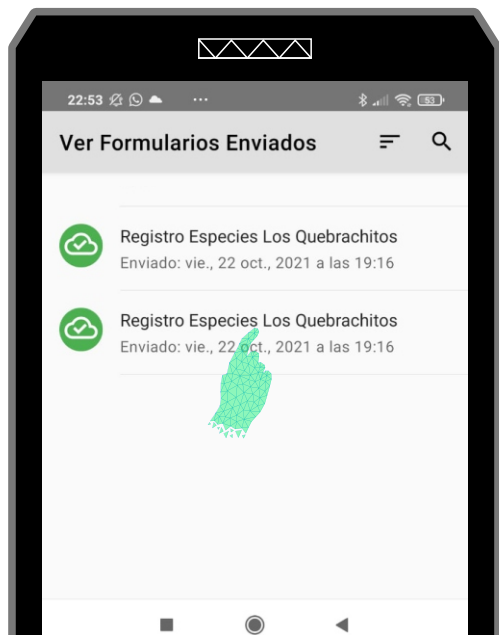 22:53 ... 53
Ver Formularios Enviados
Registro Especies Los Quebrachitos
Enviado: vie., 22 oct., 2021 a las 19:16
Registro Especies Los Quebrachitos
Enviado: vie., 22 oct., 2021 a las 19:16